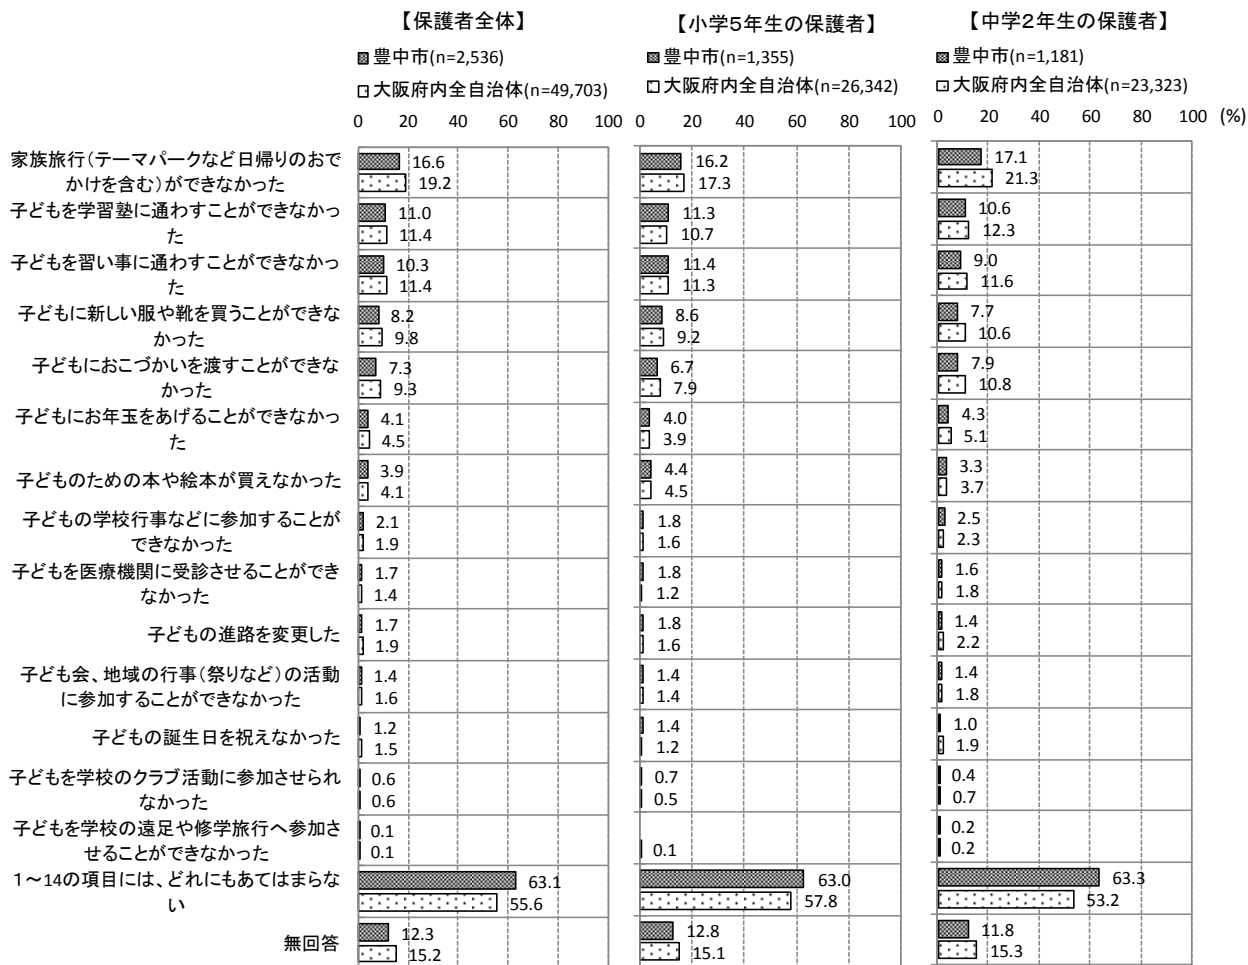 【保護者全体】
【小学5年生の保護者】
【中学2年生の保護者】
豊中市(n=2,536)
大阪府内全自治体(n=49,703)
豊中市(n=1,355)
大阪府内全自治体(n=26,342)
豊中市(n=1,181)
大阪府内全自治体(n=23,323)
0 20 40 60 80 100
0 20 40 60 80 100
0 20 40 60 80 100 (%)
家族旅行(テーマパークなど日帰りのおで
かけを含む)ができなかった
16.6 16.2 17.1
19.2 17.3 21.3
子どもを学習塾に通わすことができなかっ
た
11.0 11.3 10.6
11.4 10.7 12.3
子どもを習い事に通わすことができなかっ
た
10.3 11.4 9.0
11.4 11.3 11.6
子どもに新しい服や靴を買うことができな
かった
8.2 8.6 7.7
9.8 9.2 10.6
子どもにおこづかいを渡すことができな
かった
7.3 6.7 7.9
9.3 7.9 10.8
子どもにお年玉をあげることができなかっ
た
4.1 4.0 4.3
4.5 3.9 5.1
子どものための本や絵本が買えなかった
3.9 4.4 3.3
4.1 4.5 3.7
子どもの学校行事などに参加することが
できなかった
2.1 1.8 2.5
1.9 1.6 2.3
子どもを医療機関に受診させることができ
なかった
1.7 1.8 1.6
1.4 1.2 1.8
子どもの進路を変更した
1.7 1.8 1.4
1.9 1.6 2.2
子ども会、地域の行事(祭りなど)の活動
に参加することができなかった
1.4 1.4 1.4
1.6 1.4 1.8
子どもの誕生日を祝えなかった
1.2 1.4 1.0
1.5 1.2 1.9
子どもを学校のクラブ活動に参加させられ
なかった
0.6 0.7 0.4
0.6 0.5 0.7
子どもを学校の遠足や修学旅行へ参加さ
せることができなかった
0.1 0.2
0.1 0.1 0.2
1～14の項目には、どれにもあてはまらな
い
63.1 63.0 63.3
55.6 57.8 53.2
無回答
12.3 12.8 11.8
15.2 15.1 15.3